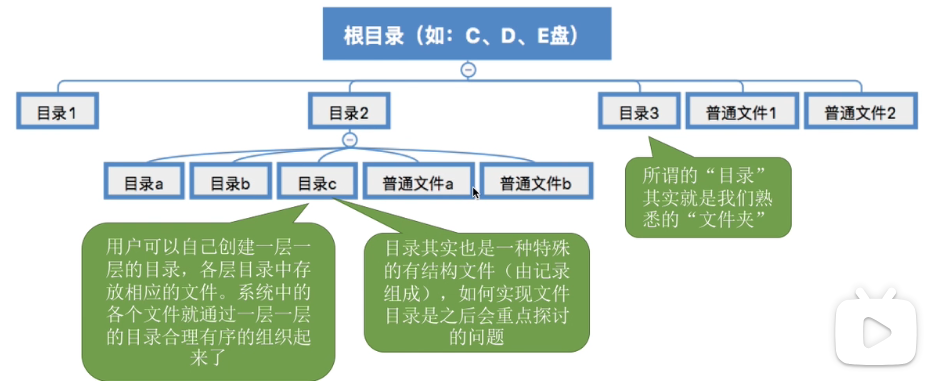 根目录（如：C、D、E盘）
目录1
目录2
目录3
普通文件1
普通文件2
目录a
目录b
目录c
普通文件a
普通文件b
所谓的“目录”
其实就是我们熟
悉的“文件夹”
用户可以自己创建一层一
层的目录，各层目录中存
放相应的文件。系统中的
各个文件就通过一层一层
的目录合理有序的组织起
来了
目录其实也是一种特殊
的有结构文件（由记录
组成），如何实现文件
目录是之后会重点探讨
的问题